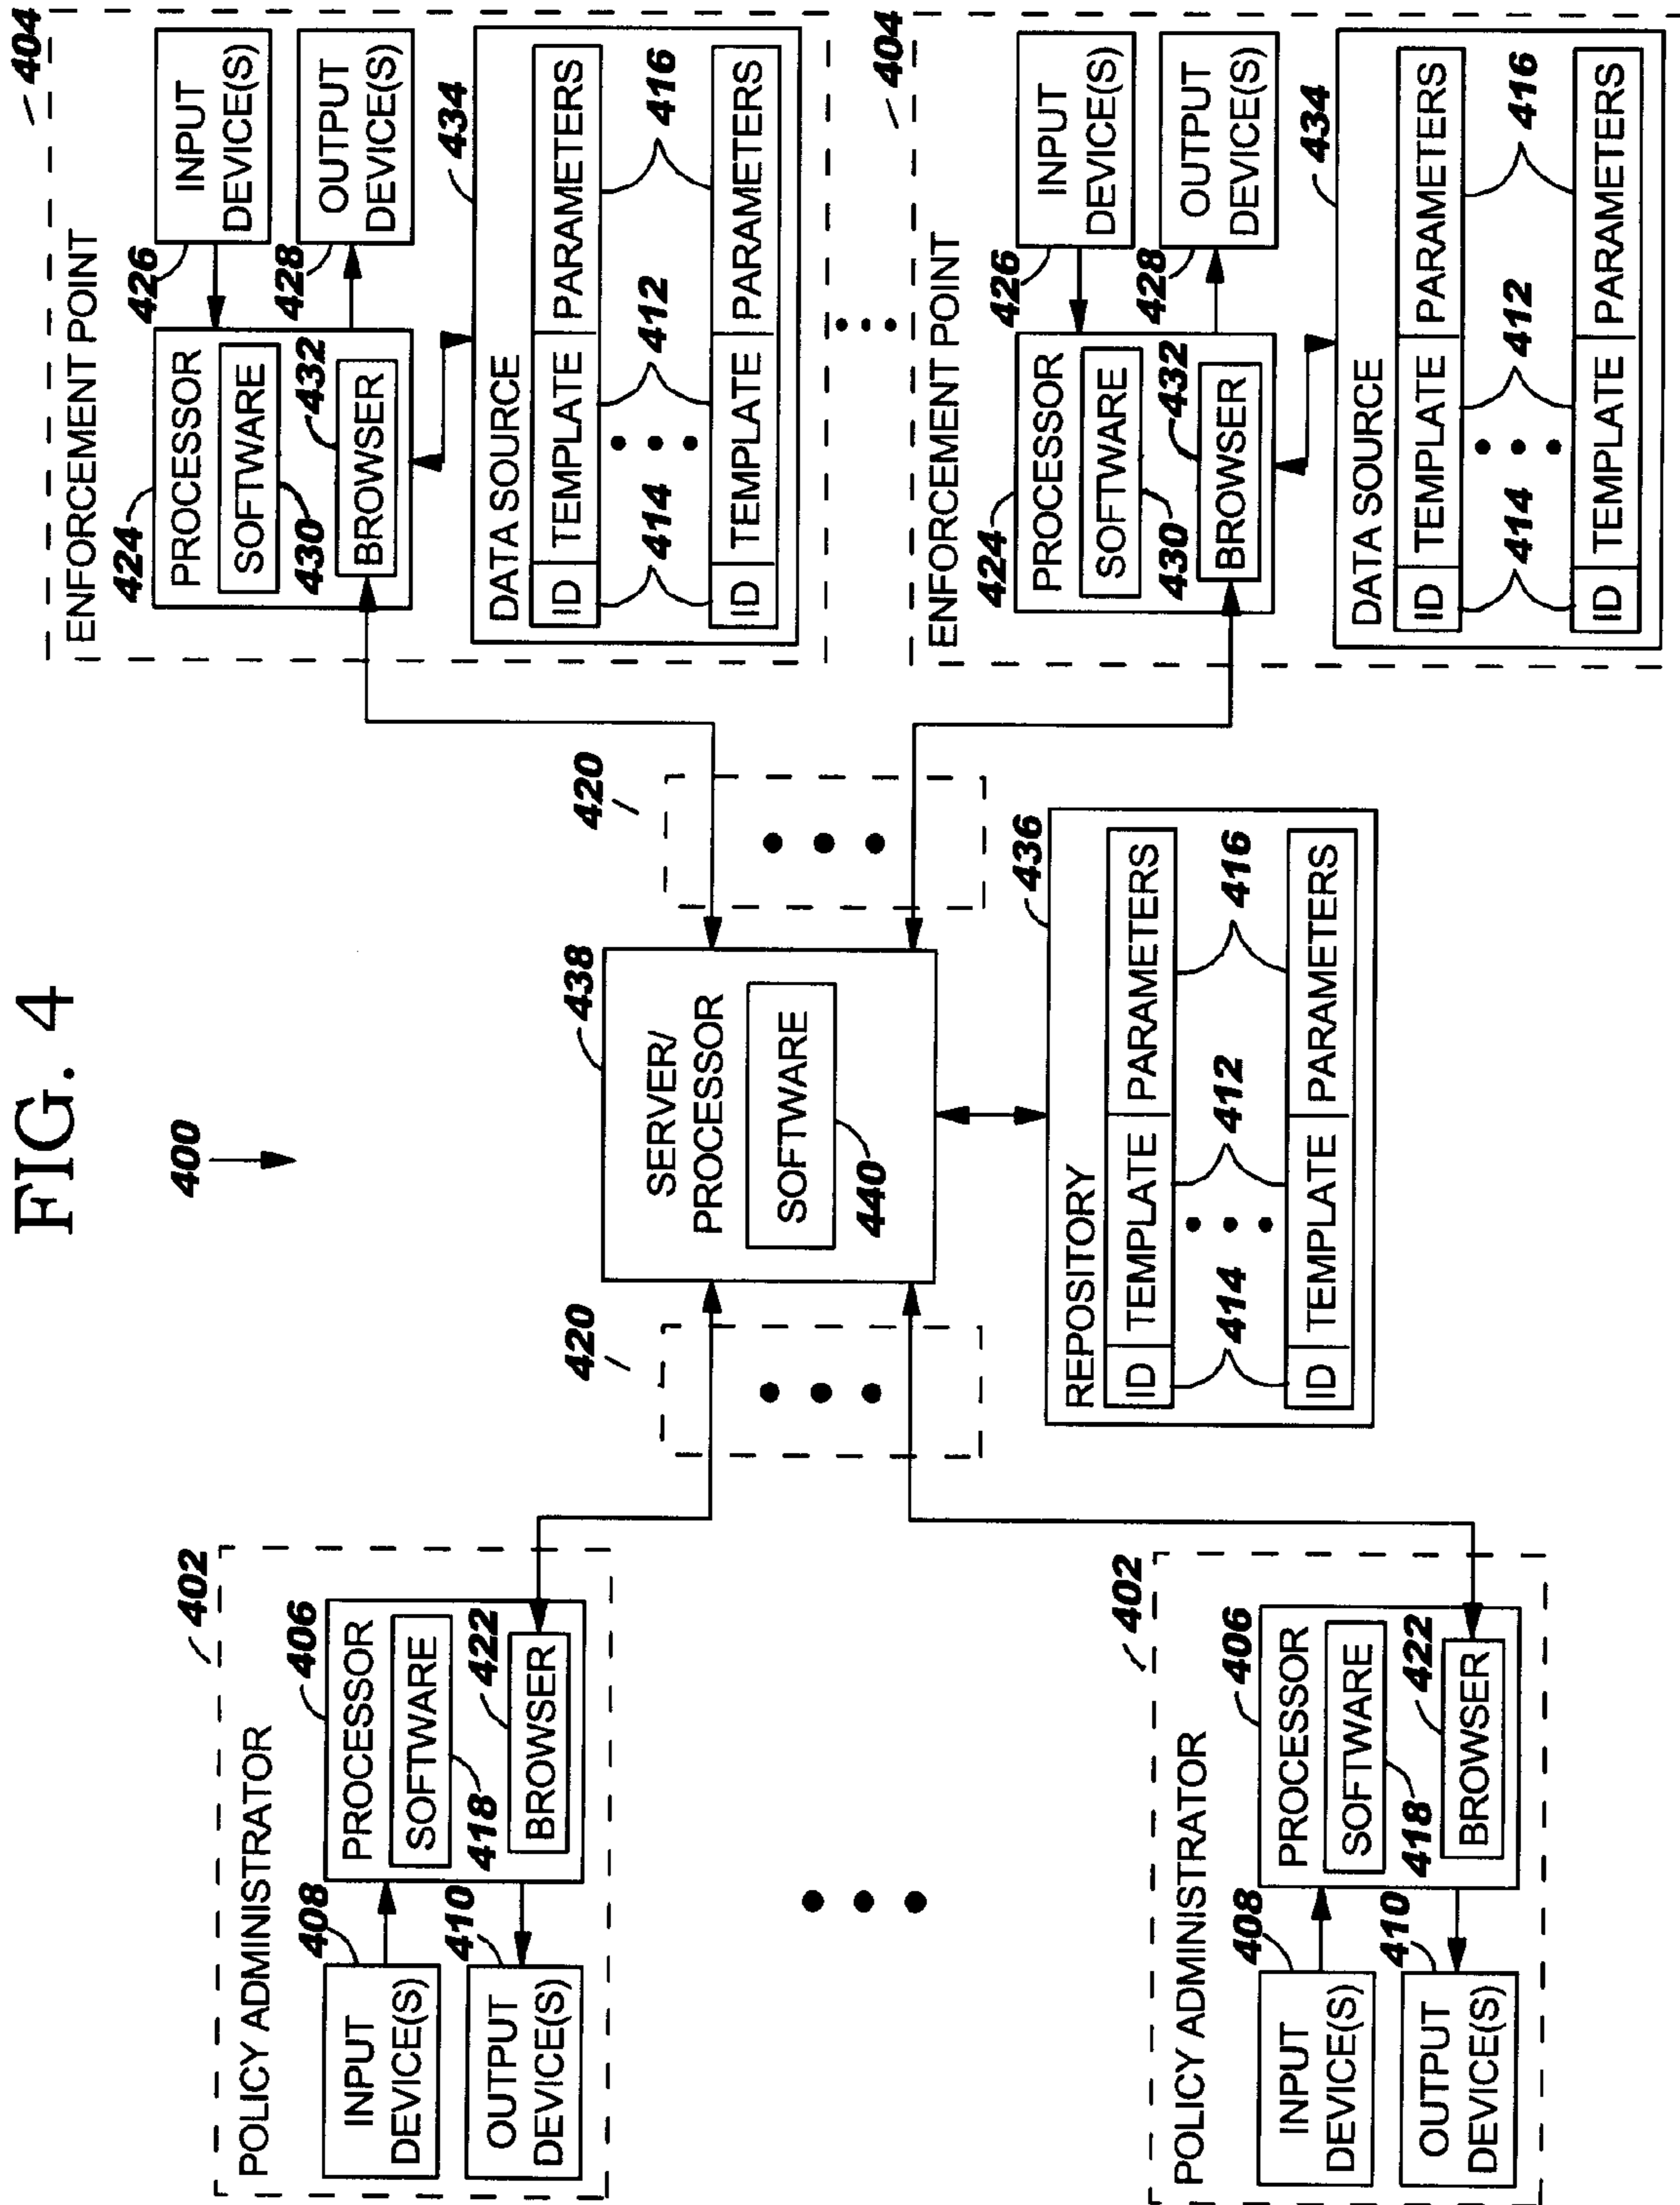 FIG. 4
400
402
POLICY ADMINISTRATOR
406
PROCESSOR
408
INPUT
DEVICE(S)
SOFTWARE
418
422
410
OUTPUT
DEVICE(S)
BROWSER
402
POLICY ADMINISTRATOR
406
PROCESSOR
408
INPUT
DEVICE(S)
SOFTWARE
418
422
410
OUTPUT
DEVICE(S)
BROWSER
420
438
SERVER/
PROCESSOR
SOFTWARE
440
420
436
REPOSITORY
ID TEMPLATE PARAMETERS
414 412 416
ID TEMPLATE PARAMETERS
404
ENFORCEMENT POINT
424
426
PROCESSOR
INPUT
DEVICE(S)
SOFTWARE
430
432
428
OUTPUT
DEVICE(S)
BROWSER
434
DATA SOURCE
ID TEMPLATE PARAMETERS
414 412 416
ID TEMPLATE PARAMETERS
404
ENFORCEMENT POINT
424
426
PROCESSOR
INPUT
DEVICE(S)
SOFTWARE
430
432
428
OUTPUT
DEVICE(S)
BROWSER
434
DATA SOURCE
ID TEMPLATE PARAMETERS
414 412 416
ID TEMPLATE PARAMETERS